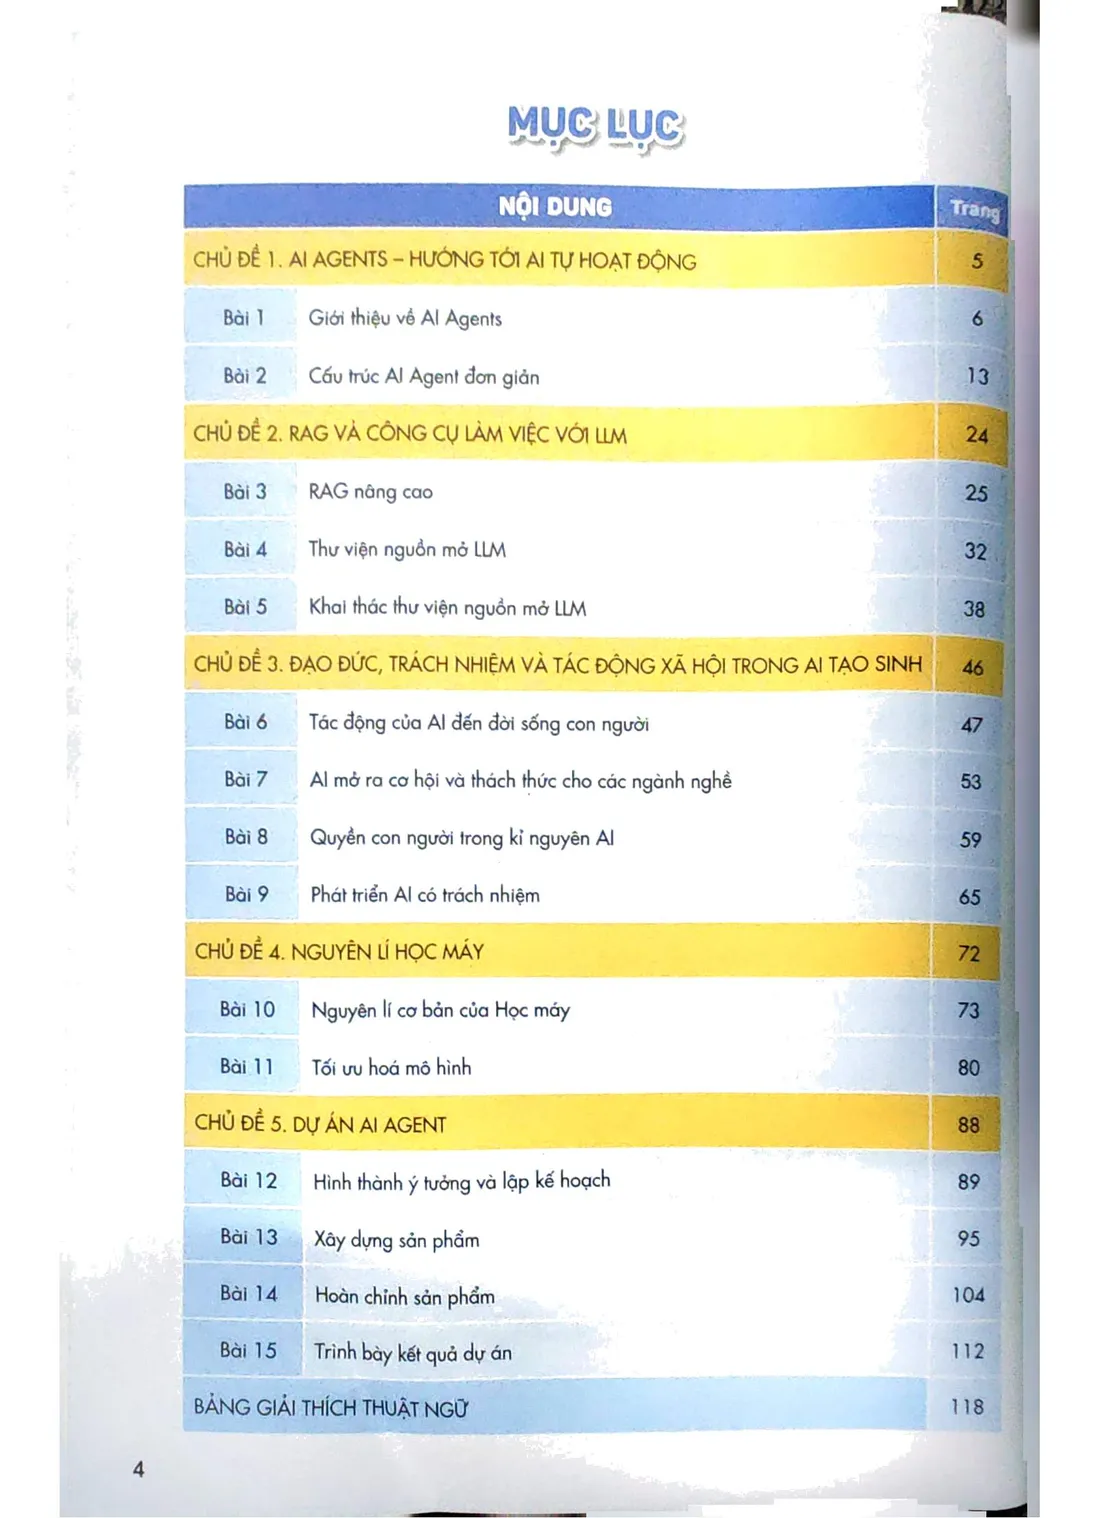 MỤC LỤC
NỘI DUNG Trang
CHỦ ĐỀ 1. AI AGENTS – HƯỚNG TỚI AI TỰ HOẠT ĐỘNG 5
Bài 1 Giới thiệu về AI Agents 6
Bài 2 Cấu trúc AI Agent đơn giản 13
CHỦ ĐỀ 2. RAG VÀ CÔNG CỤ LÀM VIỆC VỚI LLM 24
Bài 3 RAG nâng cao 25
Bài 4 Thư viện nguồn mở LLM 32
Bài 5 Khai thác thư viện nguồn mở LLM 38
CHỦ ĐỀ 3. ĐẠO ĐỨC, TRÁCH NHIỆM VÀ TÁC ĐỘNG XÃ HỘI TRONG AI TẠO SINH 46
Bài 6 Tác động của AI đến đời sống con người 47
Bài 7 AI mở ra cơ hội và thách thức cho các ngành nghề 53
Bài 8 Quyền con người trong kỉ nguyên AI 59
Bài 9 Phát triển AI có trách nhiệm 65
CHỦ ĐỀ 4. NGUYÊN LÍ HỌC MÁY 72
Bài 10 Nguyên lí cơ bản của Học máy 73
Bài 11 Tối ưu hoá mô hình 80
CHỦ ĐỀ 5. DỰ ÁN AI AGENT 88
Bài 12 Hình thành ý tưởng và lập kế hoạch 89
Bài 13 Xây dựng sản phẩm 95
Bài 14 Hoàn chỉnh sản phẩm 104
Bài 15 Trình bày kết quả dự án 112
BẢNG GIẢI THÍCH THUẬT NGỮ 118
4